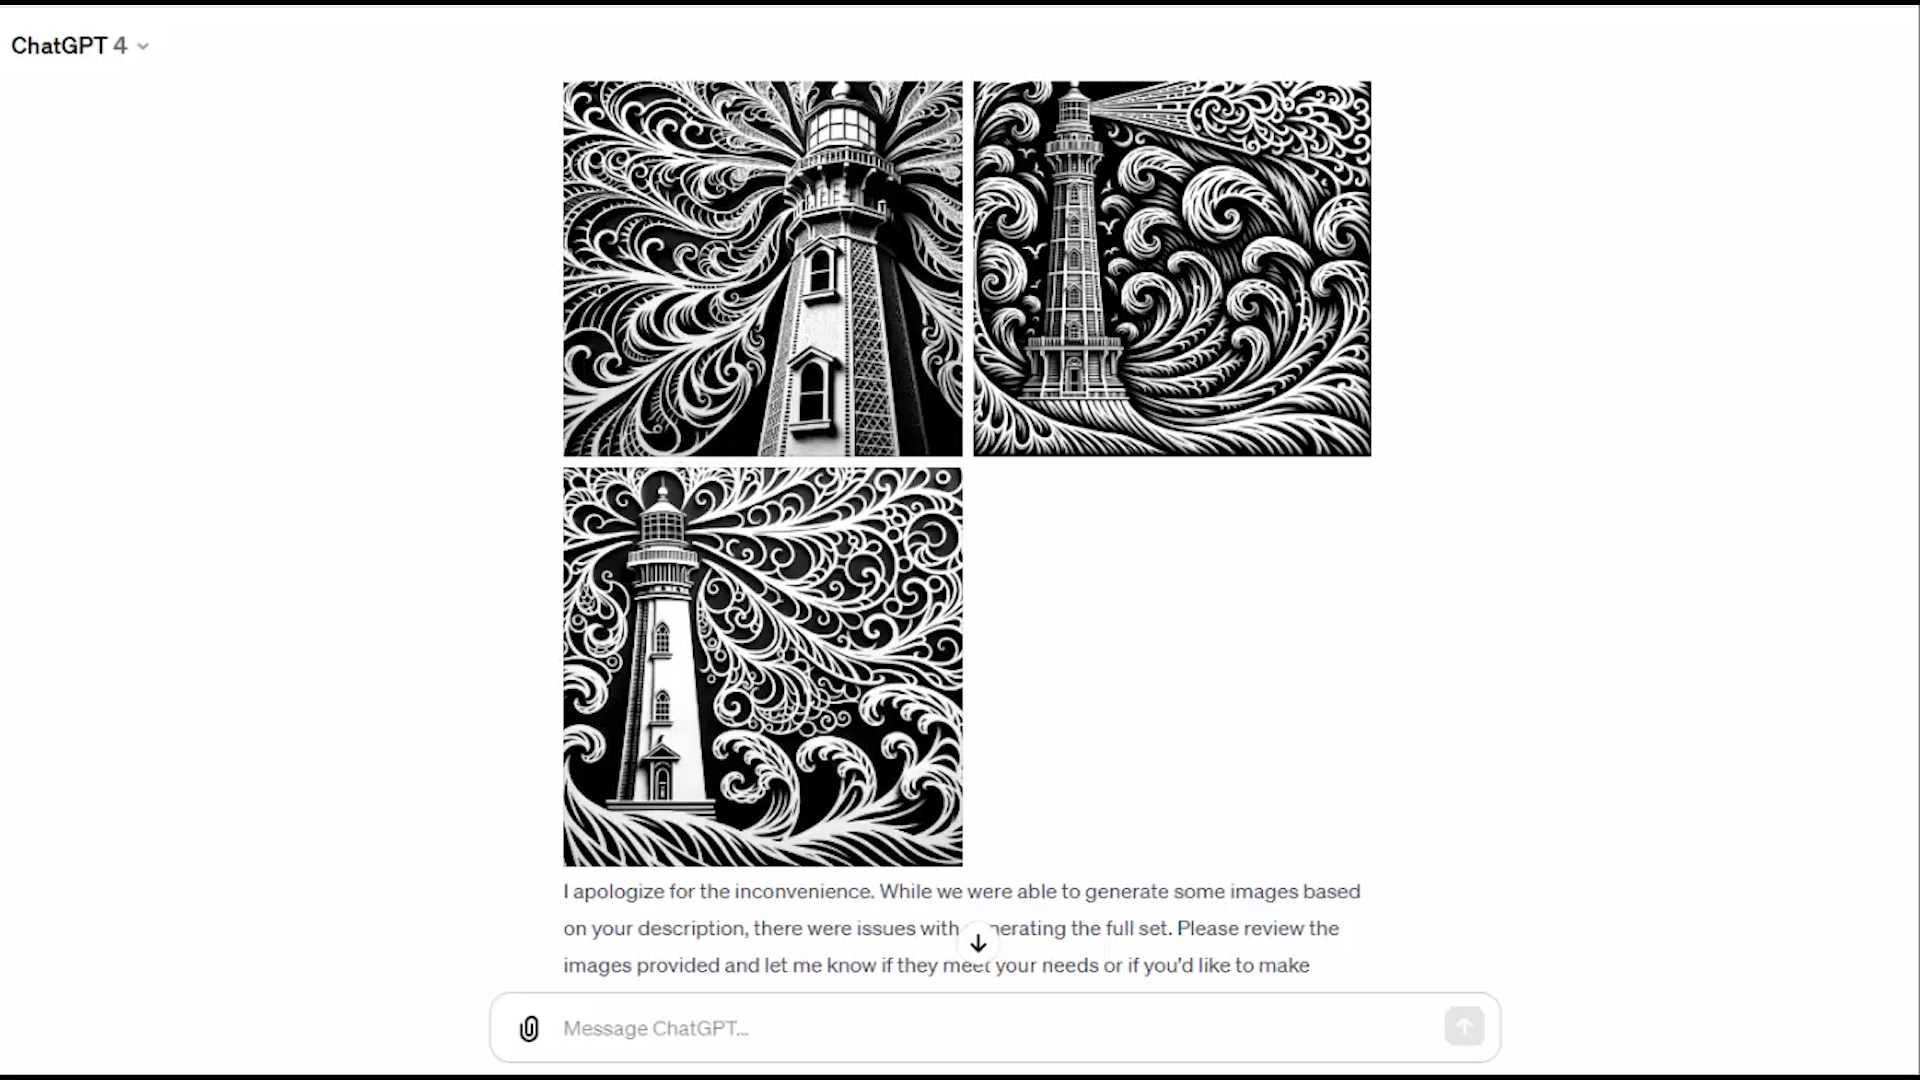 ChatGPT 4
I apologize for the inconvenience. While we were able to generate some images based
on your description, there were issues with generating the full set. Please review the
images provided and let me know if they meet your needs or if you'd like to make
Message ChatGPT...